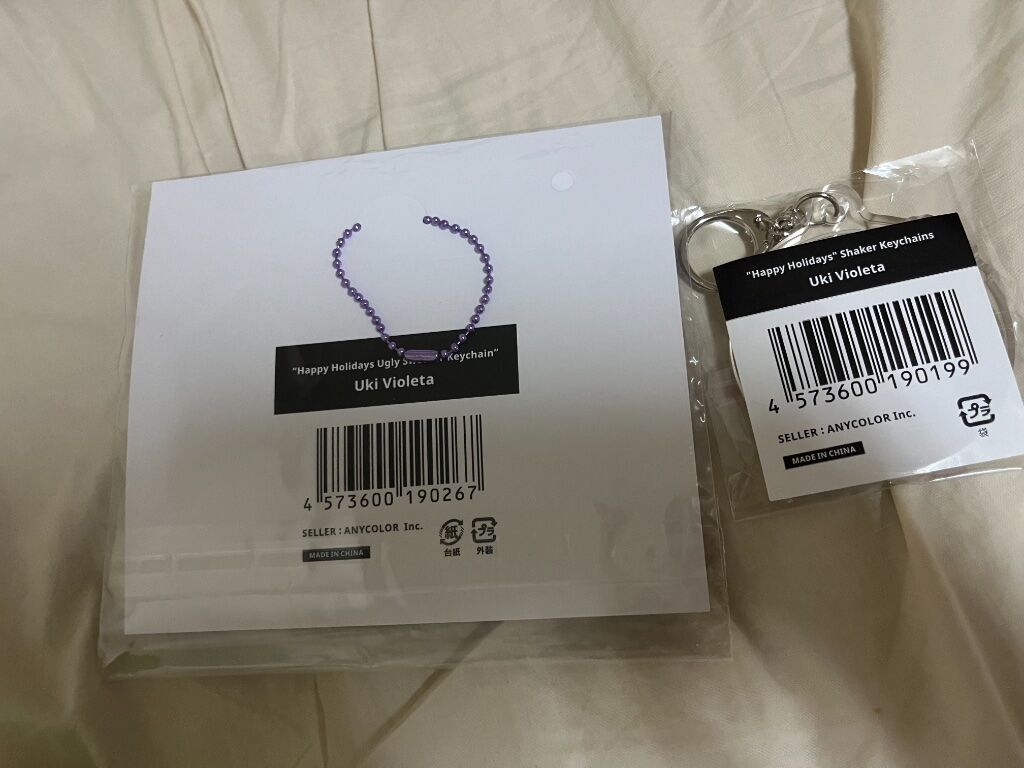 "Happy Holidays Ugly Keychain"
Uki Violeta
4 573600 190267
SELLER : ANYCOLOR Inc.
紙
プラ
台紙
外装
MADE IN CHINA
"Happy Holidays" Shaker Keychains
Uki Violeta
4 573600 190199
SELLER : ANYCOLOR Inc.
プラ
袋
MADE IN CHINA